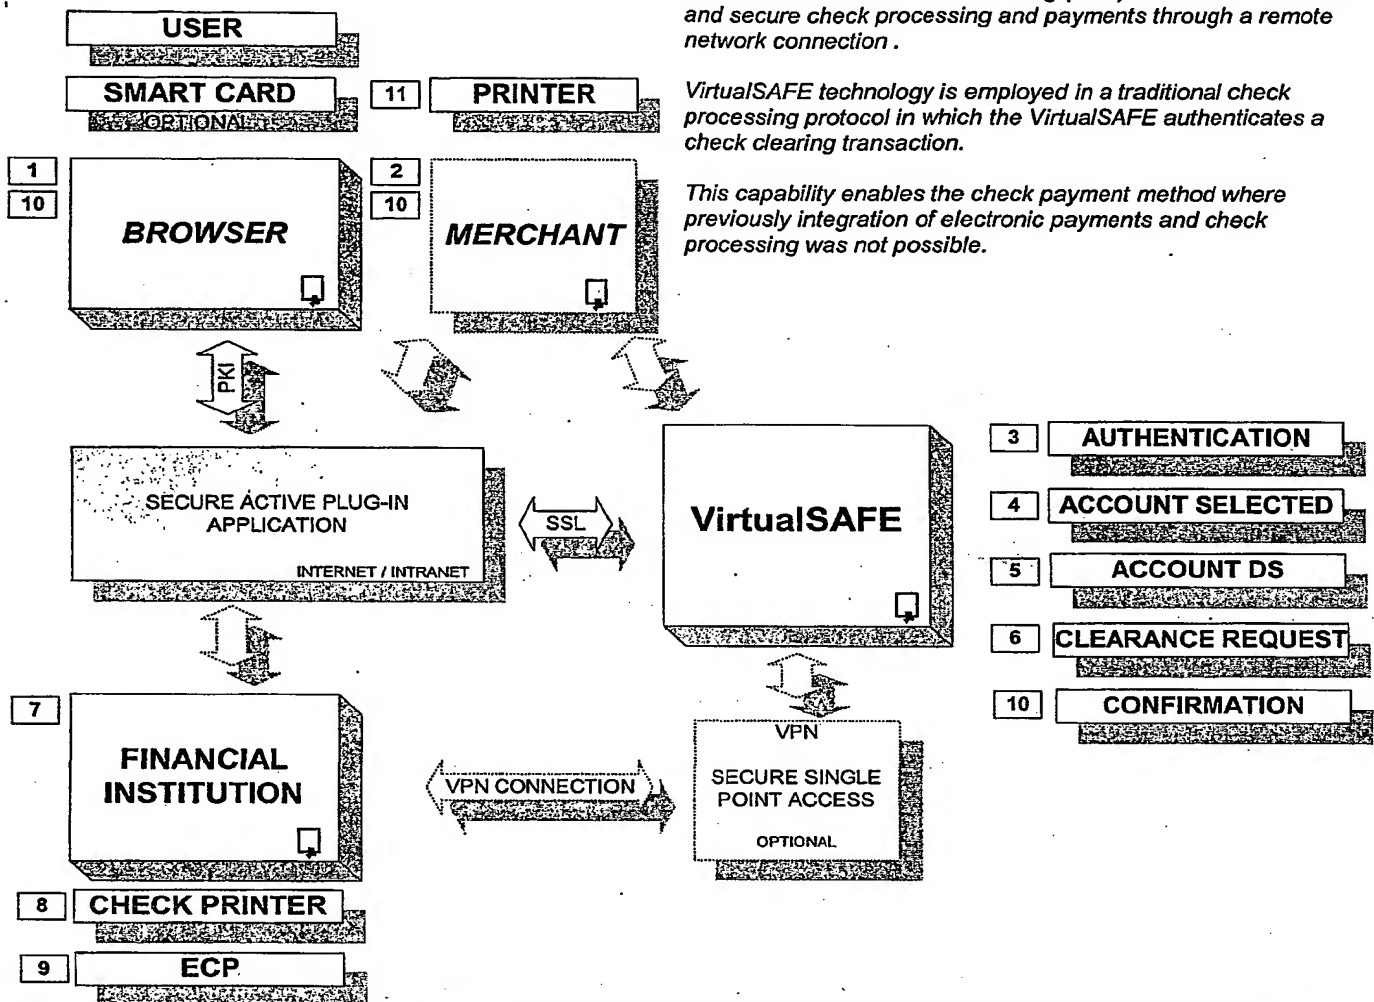 and secure check processing and payments through a remote
network connection .
VirtualSAFE technology is employed in a traditional check
processing protocol in which the VirtualSAFE authenticates a
check clearing transaction.
This capability enables the check payment method where
previously integration of electronic payments and check
processing was not possible.
USER
SMART CARD
OPTIONAL
11 PRINTER
1
10
BROWSER
2
10
MERCHANT
PKI
SECURE ACTIVE PLUG-IN
APPLICATION
INTERNET / INTRANET
SSL
VirtualSAFE
3 AUTHENTICATION
4 ACCOUNT SELECTED
5 ACCOUNT DS
6 CLEARANCE REQUEST
10 CONFIRMATION
7
FINANCIAL
INSTITUTION
VPN CONNECTION
VPN
SECURE SINGLE
POINT ACCESS
OPTIONAL
8 CHECK PRINTER
9 ECP